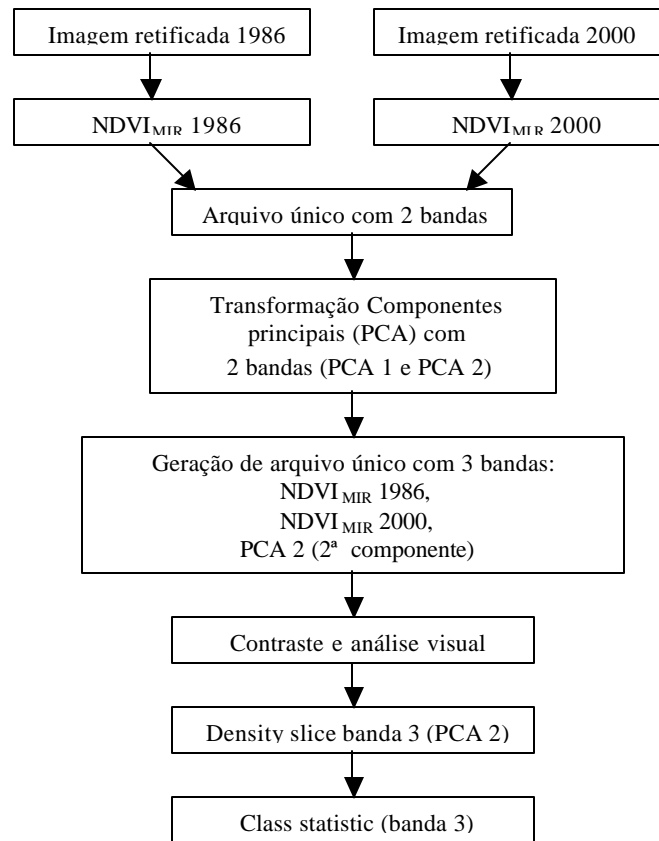 Imagem retificada 1986
Imagem retificada 2000
NDVI MIR 1986
NDVI MIR 2000
Arquivo único com 2 bandas
Transformação Componentes
principais (PCA) com
2 bandas (PCA 1 e PCA 2)
Geração de arquivo único com 3 bandas:
NDVI MIR 1986,
NDVI MIR 2000,
PCA 2 (2ª componente)
Contraste e análise visual
Density slice banda 3 (PCA 2)
Class statistic (banda 3)